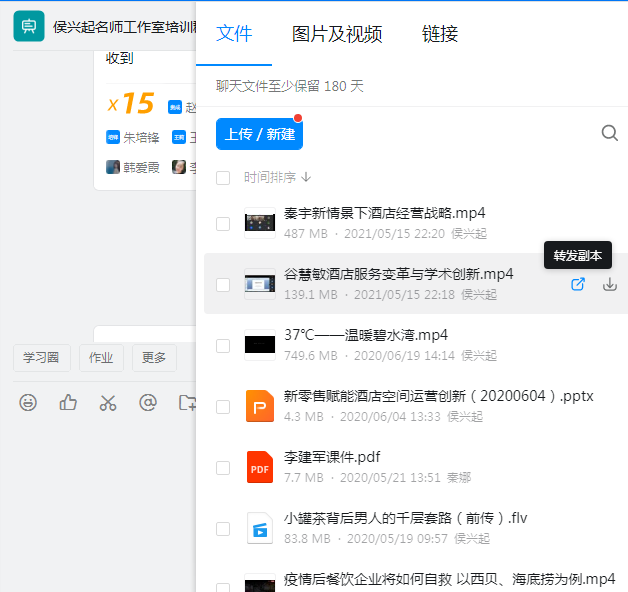 侯兴起名师工作室培训
文件
图片及视频
链接
收到
聊天文件至少保留 180 天
x15
赵
上传 / 新建
朱培锋
王
韩爱霞
李
时间排序
秦宇新情景下酒店经营战略.mp4
487 MB · 2021/05/15 22:20 侯兴起
转发副本
谷慧敏酒店服务变革与学术创新.mp4
139.1 MB · 2021/05/15 22:18 侯兴起
37℃——温暖碧水湾.mp4
749.6 MB · 2020/06/19 14:14 侯兴起
学习圈
作业
更多
新零售赋能酒店空间运营创新（20200604）.pptx
4.3 MB · 2020/06/04 13:33 侯兴起
李建军课件.pdf
PDF
7.7 MB · 2020/05/21 13:51 秦娜
小罐茶背后男人的千层套路（前传）.flv
83.8 MB · 2020/05/19 09:57 侯兴起
疫情后餐饮企业将如何自救 以西贝、海底捞为例.mp4